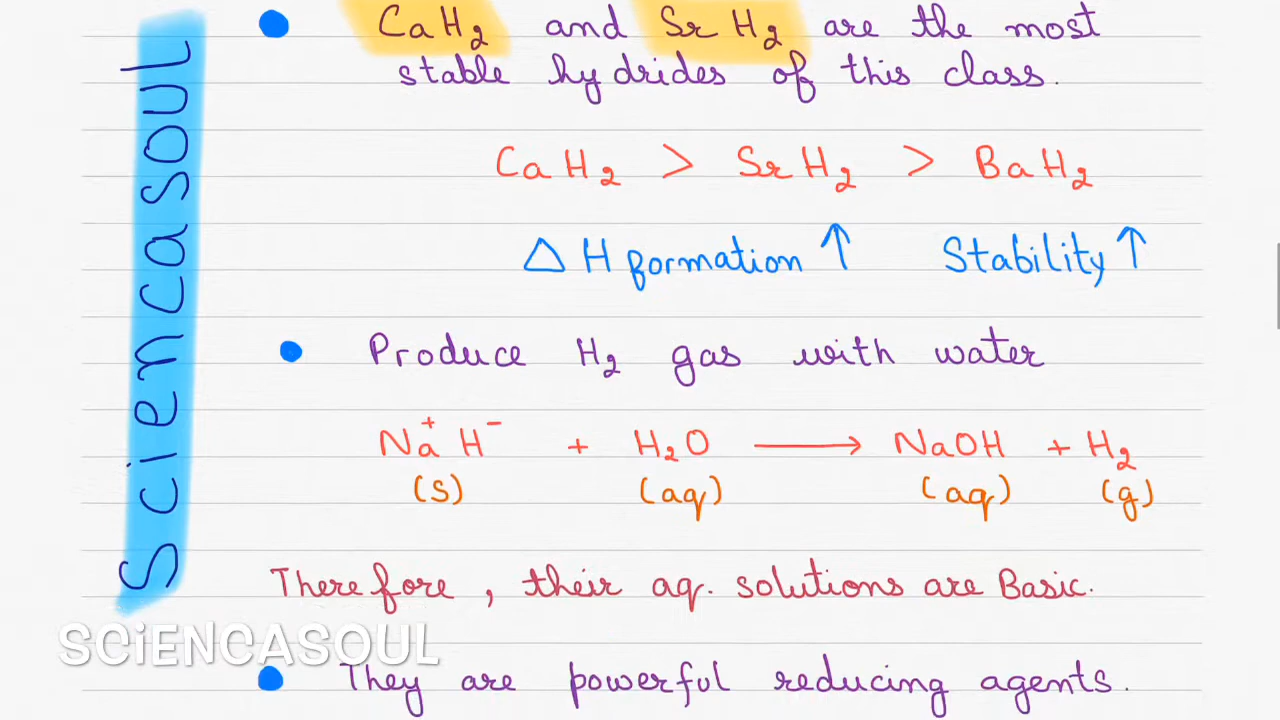 CaH₂ and SrH₂ are the most
stable hydrides of this class.
CaH₂ > SrH₂ > BaH₂
△H formation ↑ Stability ↑
Produce H₂ gas with water
Na⁺H⁻ + H₂O ⟶ NaOH + H₂
(s) (aq) (aq) (g)
Therefore, their aq. solutions are Basic.
They are powerful reducing agents.
Sciencasoul
SCiENCASOUL